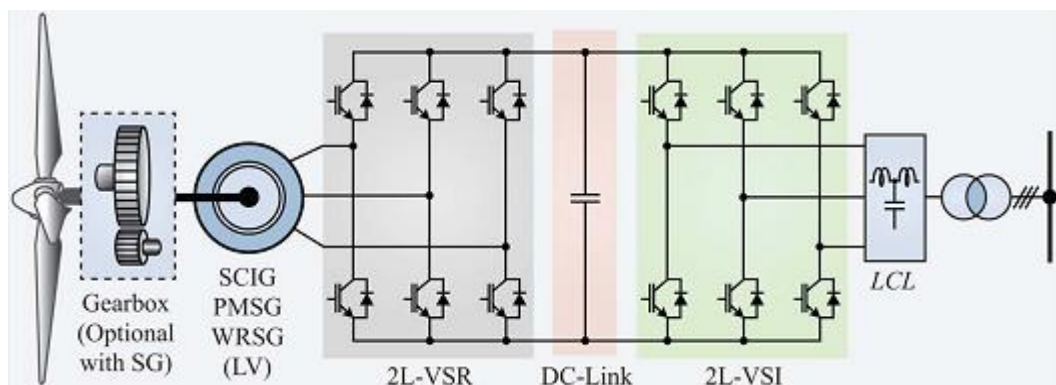 Gearbox
(Optional
with SG)
SCIG
PMSG
WRSG
(LV)
2L-VSR
DC-Link
2L-VSI
LCL